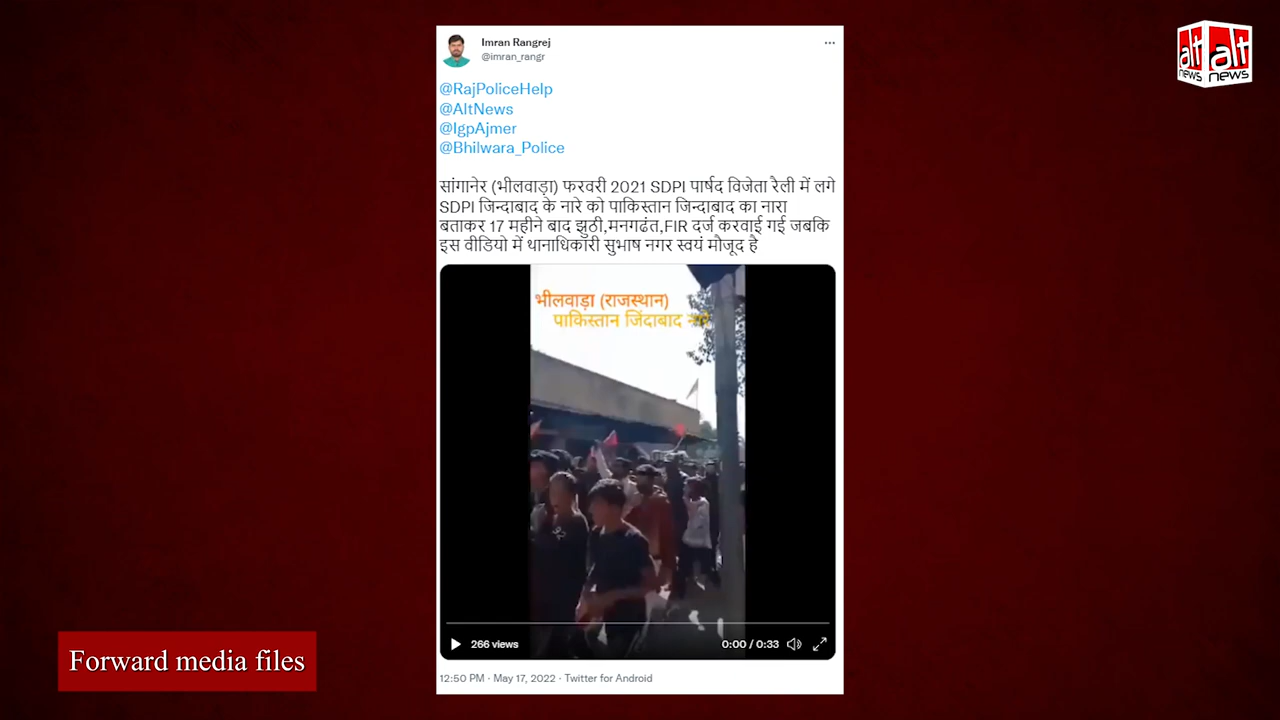 Imran Rangrej
@imran_rangr
alt
alt
news
news
@RajPoliceHelp
@AltNews
@IgpAjmer
@Bhilwara_Police
सांगानेर (भीलवाड़ा) फरवरी 2021 SDPI पार्षद विजेता रैली में लगे
SDPI जिन्दाबाद के नारे को पाकिस्तान जिन्दाबाद का नारा
बताकर 17 महीने बाद झुठी,मनगढंत,FIR दर्ज करवाई गई जबकि
इस वीडियो में थानाधिकारी सुभाष नगर स्वयं मौजूद है
भीलवाड़ा (राजस्थान)
पाकिस्तान जिंदाबाद नारे
266 views
0:00 / 0:33
Forward media files
12:50 PM · May 17, 2022 · Twitter for Android